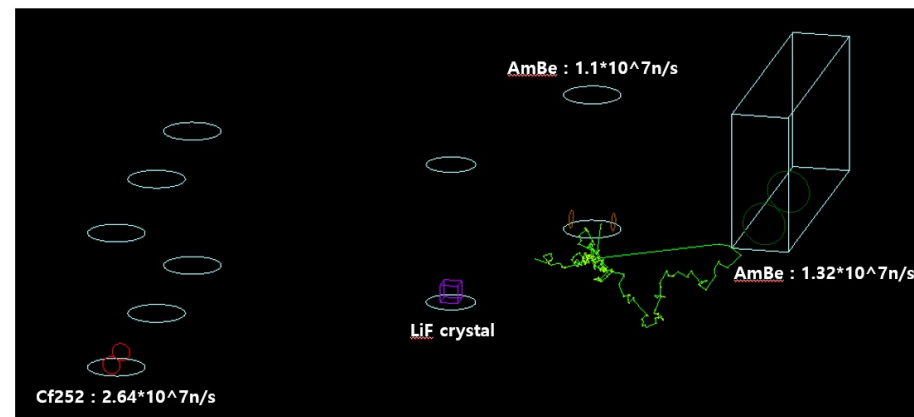 AmBe : 1.1*10^7n/s
AmBe : 1.32*10^7n/s
LiF crystal
Cf252 : 2.64*10^7n/s